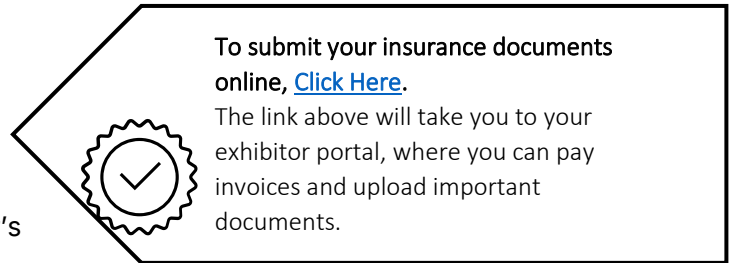 To submit your insurance documents
online, Click Here.
The link above will take you to your
exhibitor portal, where you can pay
invoices and upload important
documents.
's